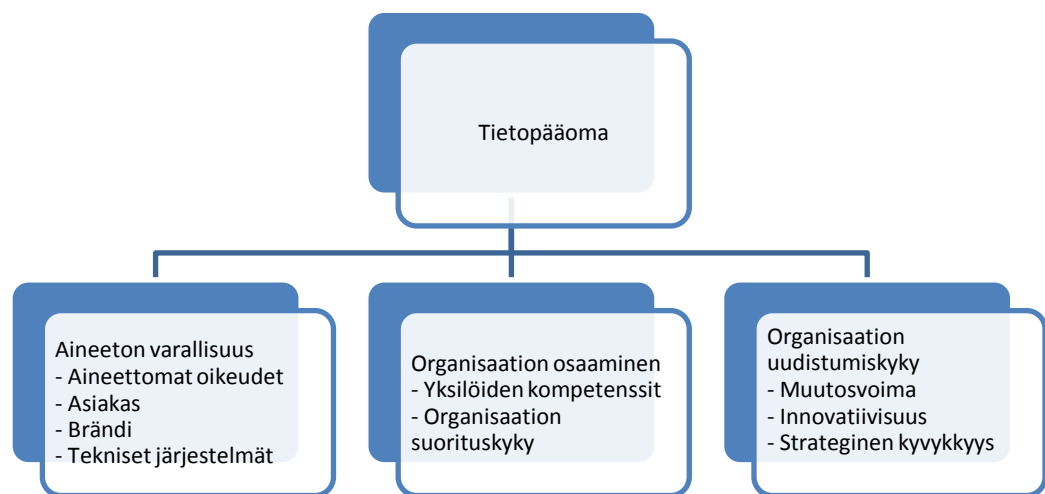 Tietopääoma
Aineeton varallisuus
- Aineettomat oikeudet
- Asiakas
- Brändi
- Tekniset järjestelmät
Organisaation osaaminen
- Yksilöiden kompetenssit
- Organisaation
suorituskyky
Organisaation
uudistumiskyky
- Muutosvoima
- Innovatiivisuus
- Strateginen kyvykkyys